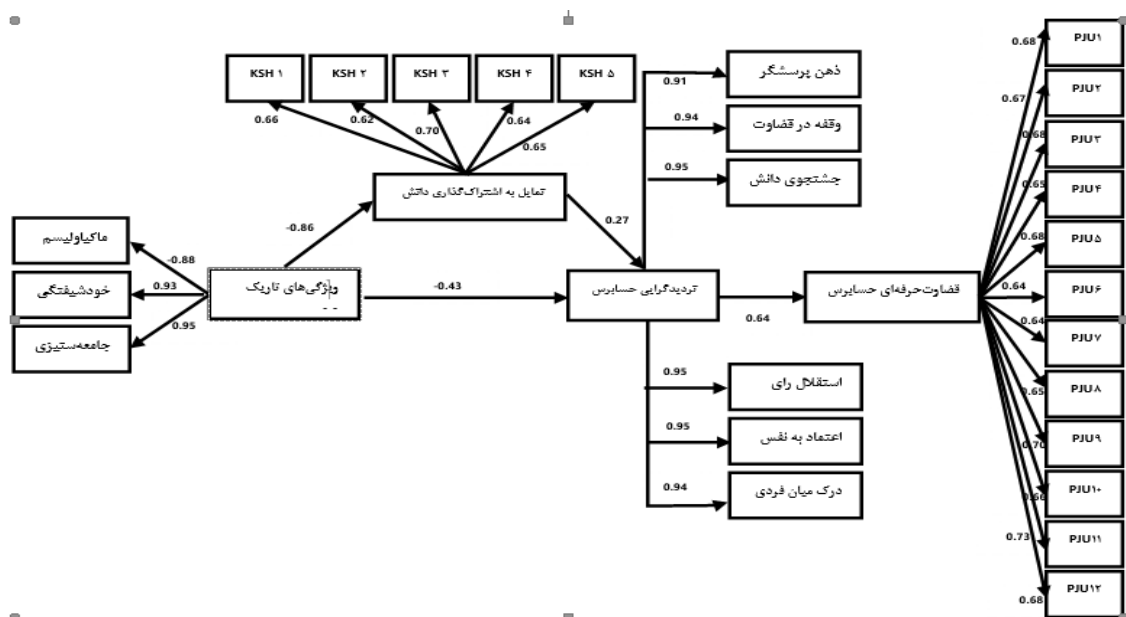 PJU۱
0.68
KSH ۱
KSH ۲
KSH ۳
KSH ۴
KSH ۵
ذهن پرسشگر
0.91
PJU۲
0.67
0.66
0.62
0.70
0.64
0.65
وقفه در قضاوت
0.94
PJU۳
0.68
جشتجوی دانش
0.95
PJU۴
0.65
تمایل به اشتراک‌گذاری دانش
-0.86
0.27
PJU۵
0.68
ماکیاولیسم
-0.88
خودشیفتگی
0.93
جامعه‌ستیزی
0.95
ویژگی‌های تاریک
-0.43
تردیدگرایی حسابرس
0.64
قضاوت‌حرفه‌ای حسابرس
PJU۶
0.64
PJU۷
0.64
استقلال رای
0.95
PJU۸
0.65
اعتماد به نفس
0.95
PJU۹
0.70
درک میان فردی
0.94
PJU۱۰
0.66
PJU۱۱
0.73
PJU۱۲
0.68